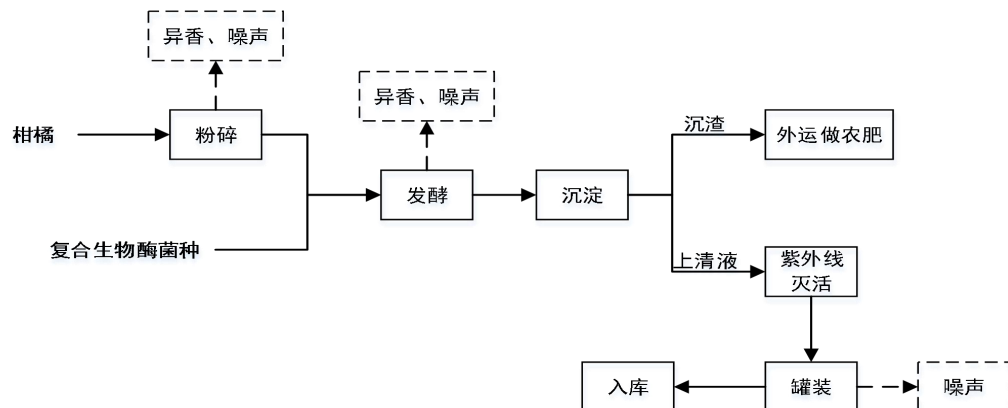 异香、噪声
异香、噪声
柑橘
粉碎
沉渣
外运做农肥
发酵
沉淀
复合生物酶菌种
上清液
紫外线
灭活
入库
罐装
噪声